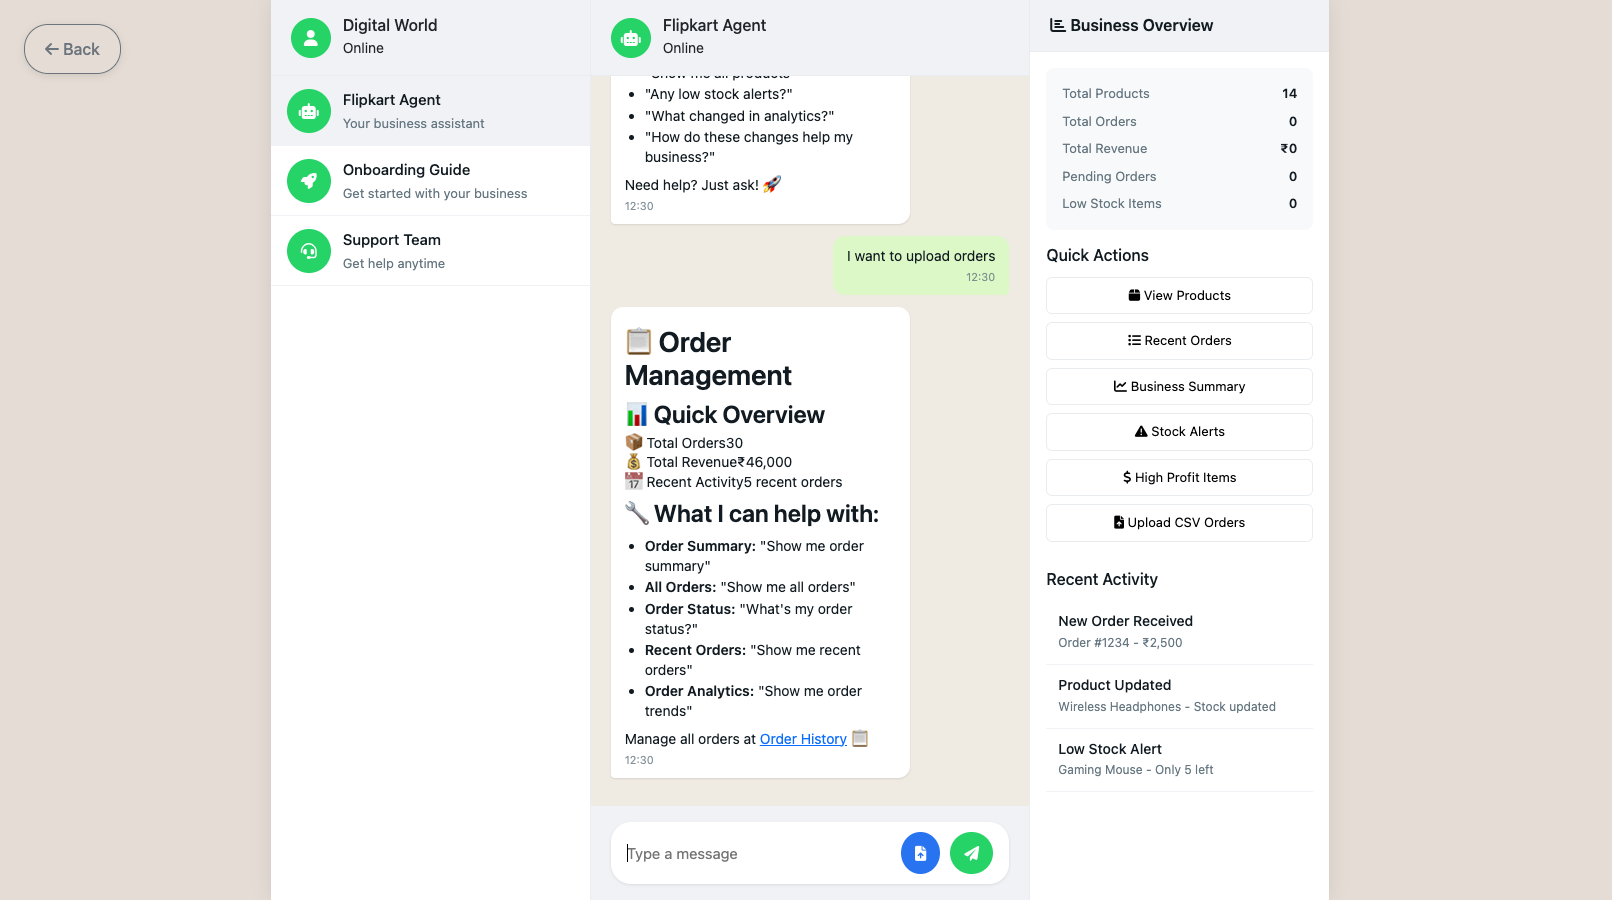 Back
Digital World
Online
Flipkart Agent
Your business assistant
Onboarding Guide
Get started with your business
Support Team
Get help anytime
Flipkart Agent
Online
"Show me all products"
"Any low stock alerts?"
"What changed in analytics?"
"How do these changes help my
business?"
Need help? Just ask! 🚀
12:30
I want to upload orders
12:30
📋 Order
Management
📊 Quick Overview
📦 Total Orders30
💰 Total Revenue₹46,000
📅 Recent Activity5 recent orders
🔧 What I can help with:
Order Summary: "Show me order
summary"
All Orders: "Show me all orders"
Order Status: "What's my order
status?"
Recent Orders: "Show me recent
orders"
Order Analytics: "Show me order
trends"
Manage all orders at Order History 📋
12:30
Type a message
Business Overview
Total Products 14
Total Orders 0
Total Revenue ₹0
Pending Orders 0
Low Stock Items 0
Quick Actions
View Products
Recent Orders
Business Summary
Stock Alerts
High Profit Items
Upload CSV Orders
Recent Activity
New Order Received
Order #1234 - ₹2,500
Product Updated
Wireless Headphones - Stock updated
Low Stock Alert
Gaming Mouse - Only 5 left